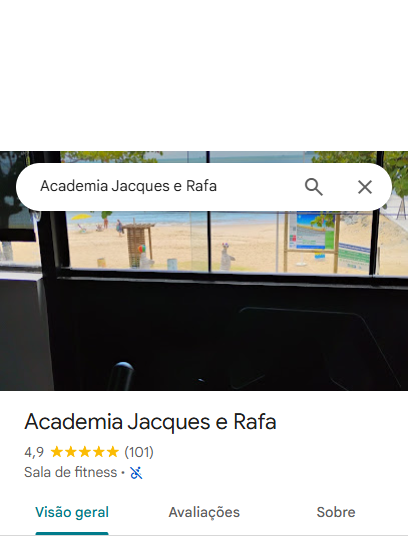 Academia Jacques e Rafa
Academia Jacques e Rafa
4,9 ★★★★★ (101)
Sala de fitness ·
Visão geral
Avaliações
Sobre